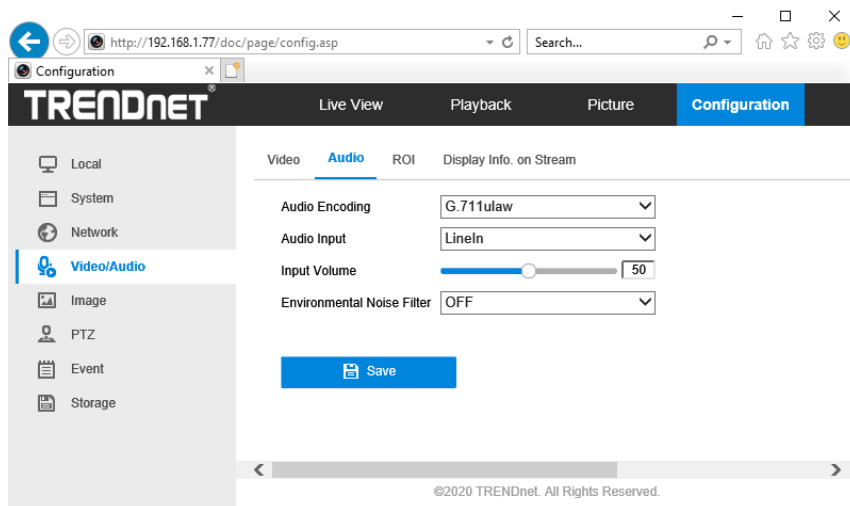 http://192.168.1.77/doc/page/config.asp
Search...
Configuration
TRENDnet®
Live View Playback Picture Configuration
Local
System
Network
Video/Audio
Image
PTZ
Event
Storage
Video Audio ROI Display Info. on Stream
Audio Encoding G.711ulaw
Audio Input LineIn
Input Volume 50
Environmental Noise Filter OFF
Save
©2020 TRENDnet. All Rights Reserved.